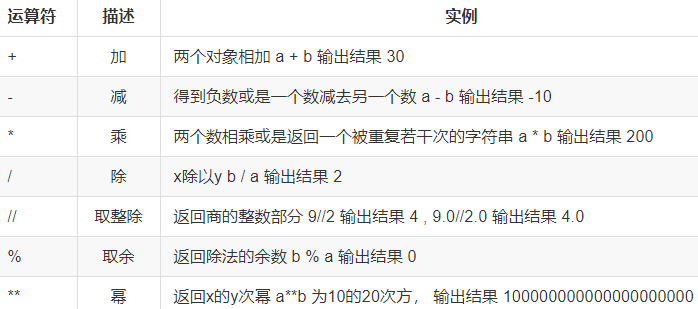 运算符 描述 实例
+ 加 两个对象相加 a + b 输出结果 30
- 减 得到负数或是一个数减去另一个数 a - b 输出结果 -10
* 乘 两个数相乘或是返回一个被重复若干次的字符串 a * b 输出结果 200
/ 除 x除以y b / a 输出结果 2
// 取整除 返回商的整数部分 9//2 输出结果 4 , 9.0//2.0 输出结果 4.0
% 取余 返回除法的余数 b % a 输出结果 0
** 幂 返回x的y次幂 a**b 为10的20次方， 输出结果 100000000000000000000